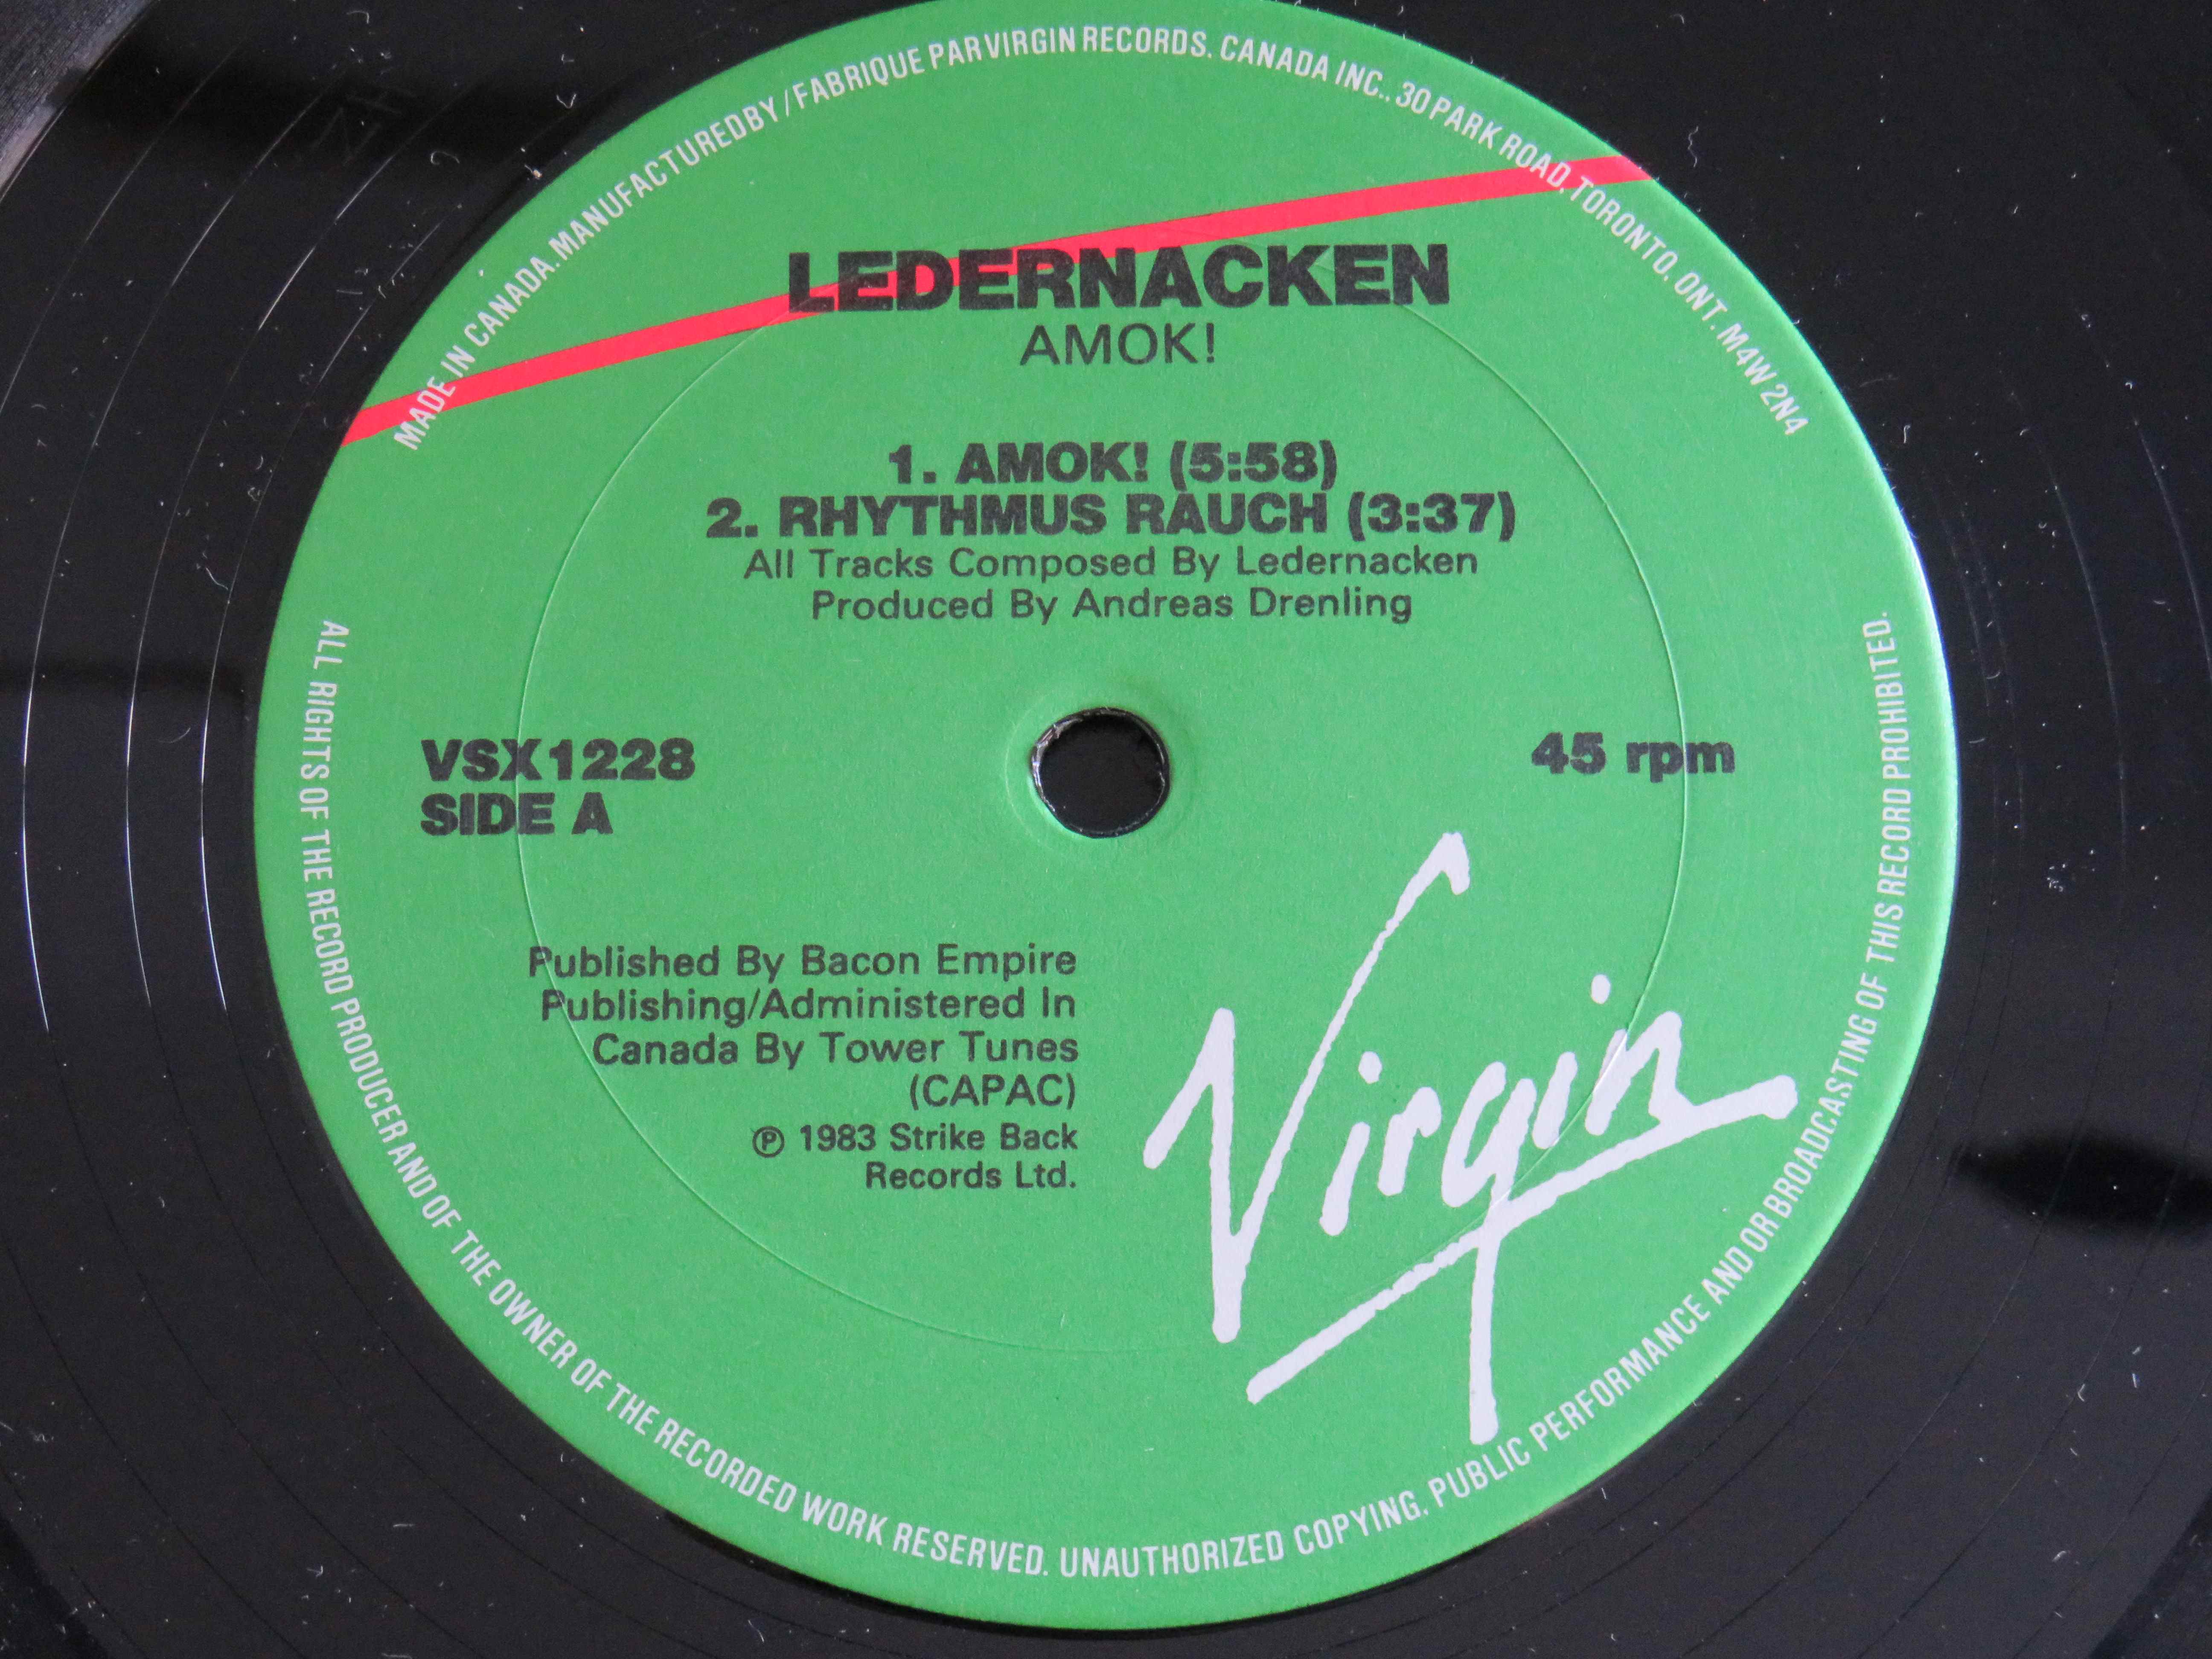 MADE IN CANADA. MANUFACTURED BY / FABRIQUE PAR VIRGIN RECORDS. CANADA INC., 30 PARK ROAD, TORONTO, ONT. M4W 2N4
LEDERNACKEN
AMOK!
1. AMOK! (5:58)
2. RHYTHMUS RAUCH (3:37)
All Tracks Composed By Ledernacken
Produced By Andreas Drenling
VSX1228
SIDE A
45 rpm
Published By Bacon Empire
Publishing/Administered In
Canada By Tower Tunes
(CAPAC)
℗ 1983 Strike Back
Records Ltd.
Virgin
ALL RIGHTS OF THE RECORD PRODUCER AND OF THE OWNER OF THE RECORDED WORK RESERVED. UNAUTHORIZED COPYING. PUBLIC PERFORMANCE AND OR BROADCASTING OF THIS RECORD PROHIBITED.